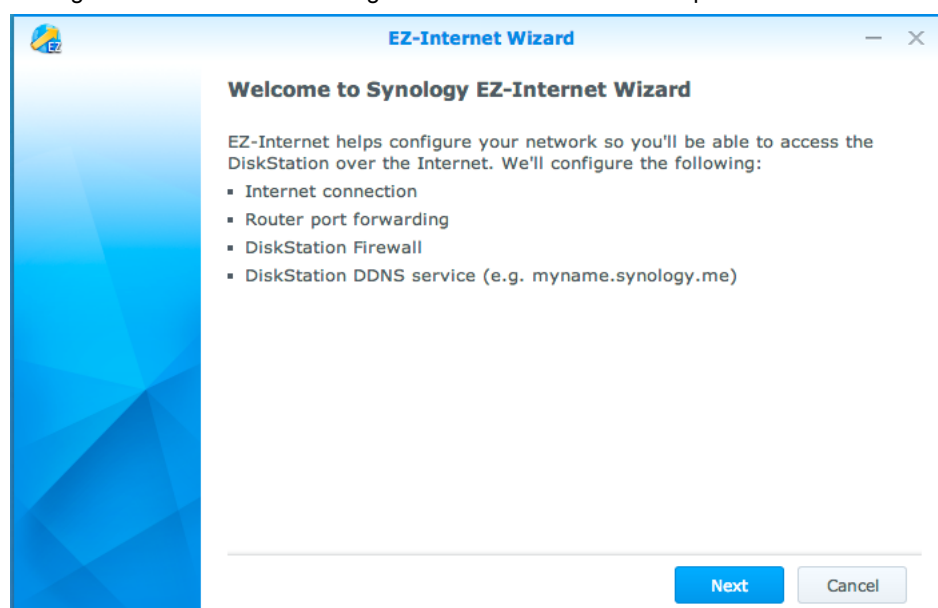 EZ-Internet Wizard
EZ
Welcome to Synology EZ-Internet Wizard
EZ-Internet helps configure your network so you'll be able to access the
DiskStation over the Internet. We'll configure the following:
▪ Internet connection
▪ Router port forwarding
▪ DiskStation Firewall
▪ DiskStation DDNS service (e.g. myname.synology.me)
Next Cancel